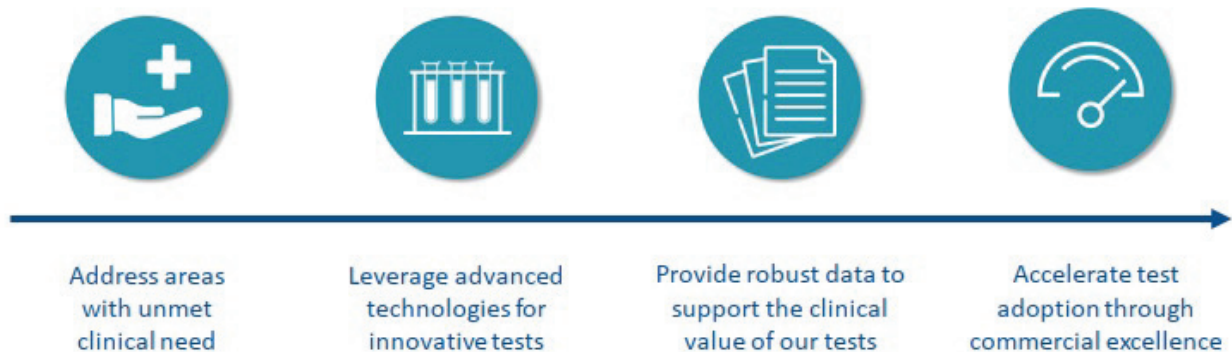 Address areas
with unmet
clinical need
Leverage advanced
technologies for
innovative tests
Provide robust data to
support the clinical
value of our tests
Accelerate test
adoption through
commercial excellence